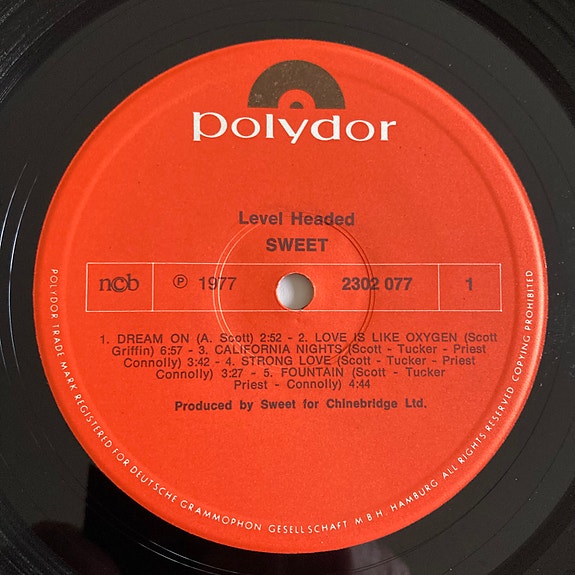 polydor
Level Headed
SWEET
ncb ℗ 1977 2302 077 1
1. DREAM ON (A. Scott) 2:52 - 2. LOVE IS LIKE OXYGEN (Scott
Griffin) 6:57 - 3. CALIFORNIA NIGHTS (Scott - Tucker - Priest
Connolly) 3:42 - 4. STRONG LOVE (Scott - Tucker - Priest
Connolly) 3:27 - 5. FOUNTAIN (Scott - Tucker
Priest - Connolly) 4:44
Produced by Sweet for Chinebridge Ltd.
POLYDOR TRADE MARK REGISTERED FOR DEUTSCHE GRAMMOPHON GESELLSCHAFT M B H. HAMBURG ALL RIGHTS RESERVED. COPYING PROHIBITED